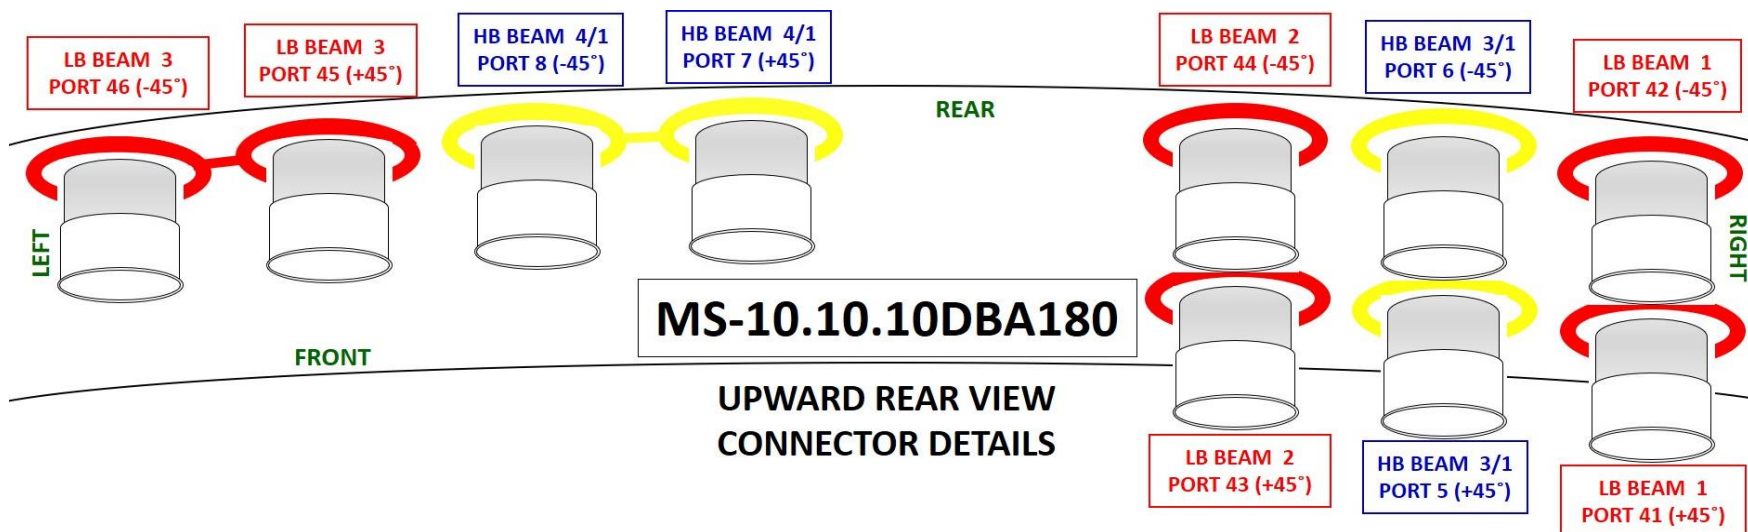 LB BEAM 3
PORT 46 (-45˚)
LB BEAM 3
PORT 45 (+45˚)
HB BEAM 4/1
PORT 8 (-45˚)
HB BEAM 4/1
PORT 7 (+45˚)
LB BEAM 2
PORT 44 (-45˚)
HB BEAM 3/1
PORT 6 (-45˚)
LB BEAM 1
PORT 42 (-45˚)
REAR
LEFT
RIGHT
MS-10.10.10DBA180
FRONT
UPWARD REAR VIEW
CONNECTOR DETAILS
LB BEAM 2
PORT 43 (+45˚)
HB BEAM 3/1
PORT 5 (+45˚)
LB BEAM 1
PORT 41 (+45˚)